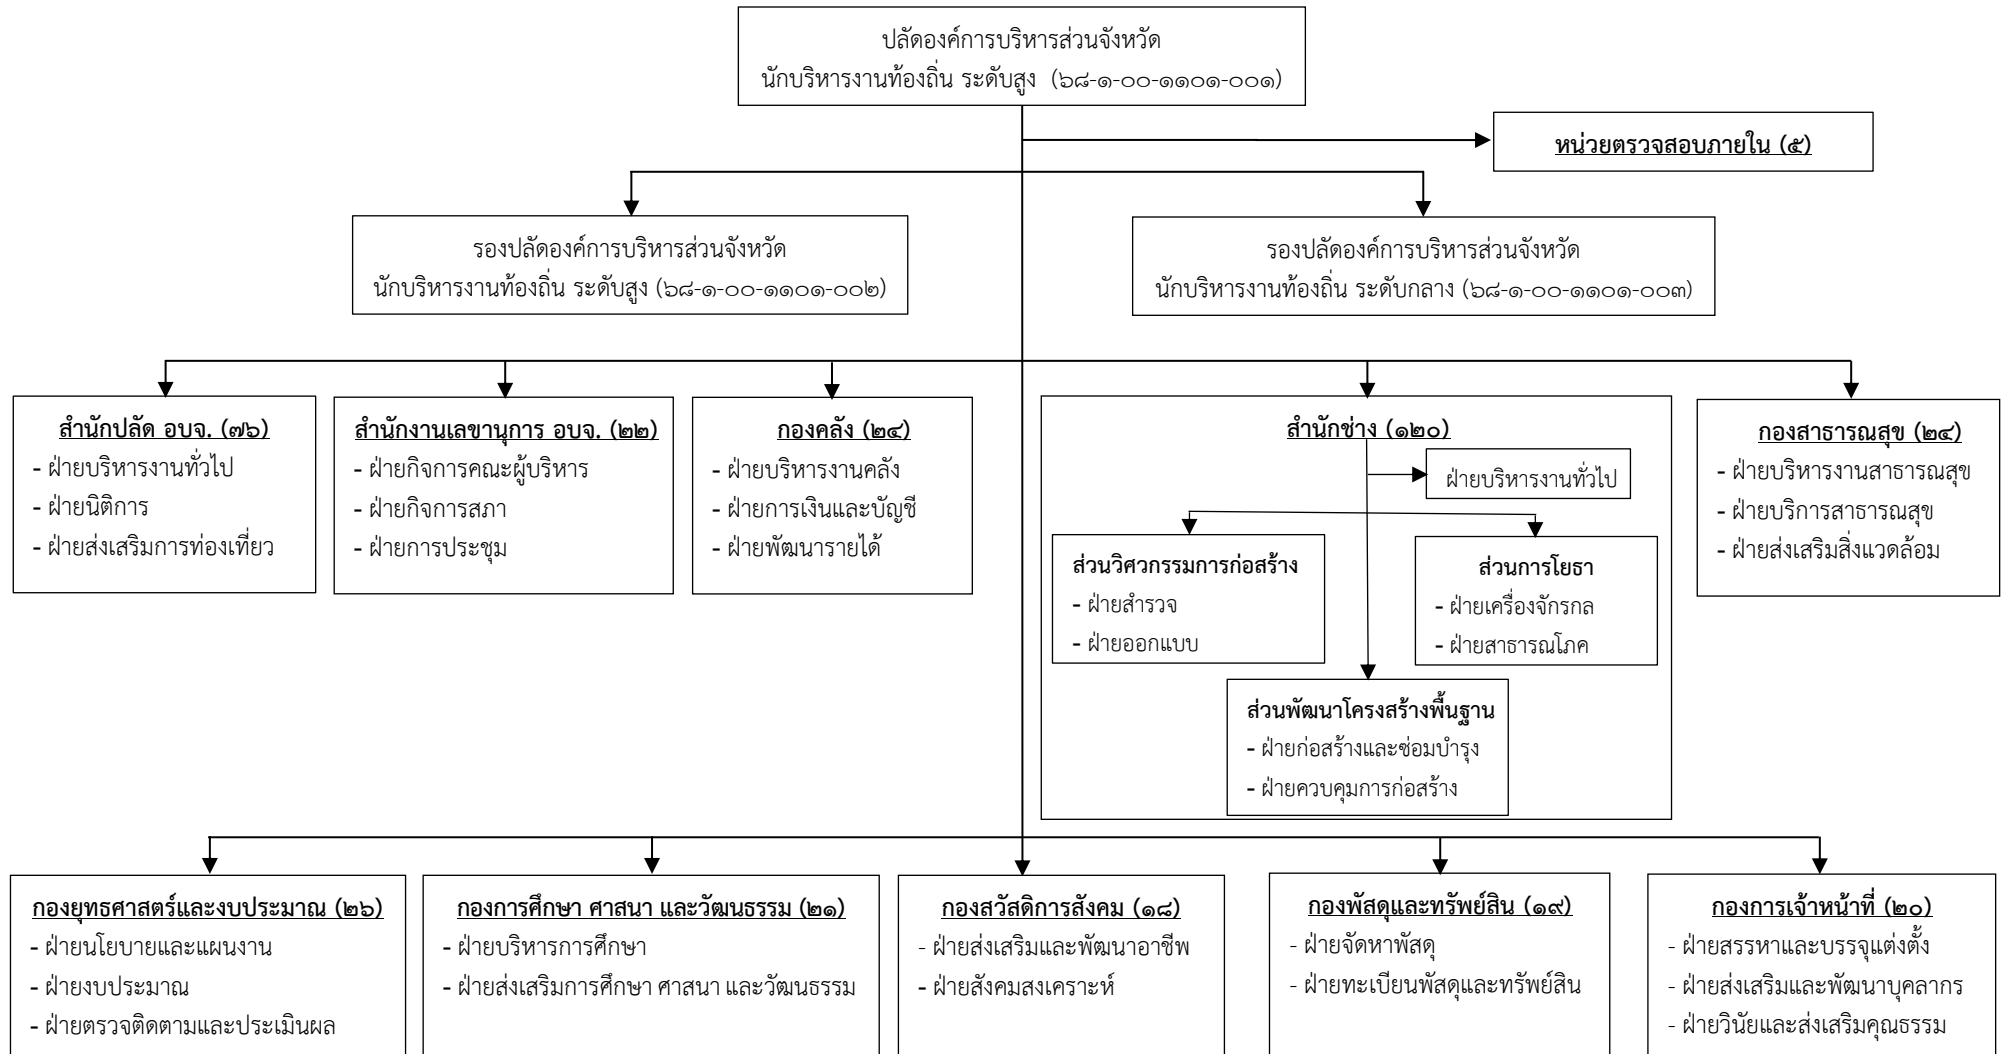 ปลัดองค์การบริหารส่วนจังหวัด
นักบริหารงานท้องถิ่น ระดับสูง (๖๘-๑-๐๐-๑๑๐๑-๐๐๑)
หน่วยตรวจสอบภายใน (๕)
รองปลัดองค์การบริหารส่วนจังหวัด
นักบริหารงานท้องถิ่น ระดับสูง (๖๘-๑-๐๐-๑๑๐๑-๐๐๒)
รองปลัดองค์การบริหารส่วนจังหวัด
นักบริหารงานท้องถิ่น ระดับกลาง (๖๘-๑-๐๐-๑๑๐๑-๐๐๓)
สำนักปลัด อบจ. (๗๖)
- ฝ่ายบริหารงานทั่วไป
- ฝ่ายนิติการ
- ฝ่ายส่งเสริมการท่องเที่ยว
สำนักงานเลขานุการ อบจ. (๒๒)
- ฝ่ายกิจการคณะผู้บริหาร
- ฝ่ายกิจการสภา
- ฝ่ายการประชุม
กองคลัง (๒๔)
- ฝ่ายบริหารงานคลัง
- ฝ่ายการเงินและบัญชี
- ฝ่ายพัฒนารายได้
สำนักช่าง (๑๒๐)
ฝ่ายบริหารงานทั่วไป
ส่วนวิศวกรรมการก่อสร้าง
- ฝ่ายสำรวจ
- ฝ่ายออกแบบ
ส่วนการโยธา
- ฝ่ายเครื่องจักรกล
- ฝ่ายสาธารณโภค
ส่วนพัฒนาโครงสร้างพื้นฐาน
- ฝ่ายก่อสร้างและซ่อมบำรุง
- ฝ่ายควบคุมการก่อสร้าง
กองสาธารณสุข (๒๔)
- ฝ่ายบริหารงานสาธารณสุข
- ฝ่ายบริการสาธารณสุข
- ฝ่ายส่งเสริมสิ่งแวดล้อม
กองยุทธศาสตร์และงบประมาณ (๒๖)
- ฝ่ายนโยบายและแผนงาน
- ฝ่ายงบประมาณ
- ฝ่ายตรวจติดตามและประเมินผล
กองการศึกษา ศาสนา และวัฒนธรรม (๒๑)
- ฝ่ายบริหารการศึกษา
- ฝ่ายส่งเสริมการศึกษา ศาสนา และวัฒนธรรม
กองสวัสดิการสังคม (๑๘)
- ฝ่ายส่งเสริมและพัฒนาอาชีพ
- ฝ่ายสังคมสงเคราะห์
กองพัสดุและทรัพย์สิน (๑๙)
- ฝ่ายจัดหาพัสดุ
- ฝ่ายทะเบียนพัสดุและทรัพย์สิน
กองการเจ้าหน้าที่ (๒๐)
- ฝ่ายสรรหาและบรรจุแต่งตั้ง
- ฝ่ายส่งเสริมและพัฒนาบุคลากร
- ฝ่ายวินัยและส่งเสริมคุณธรรม